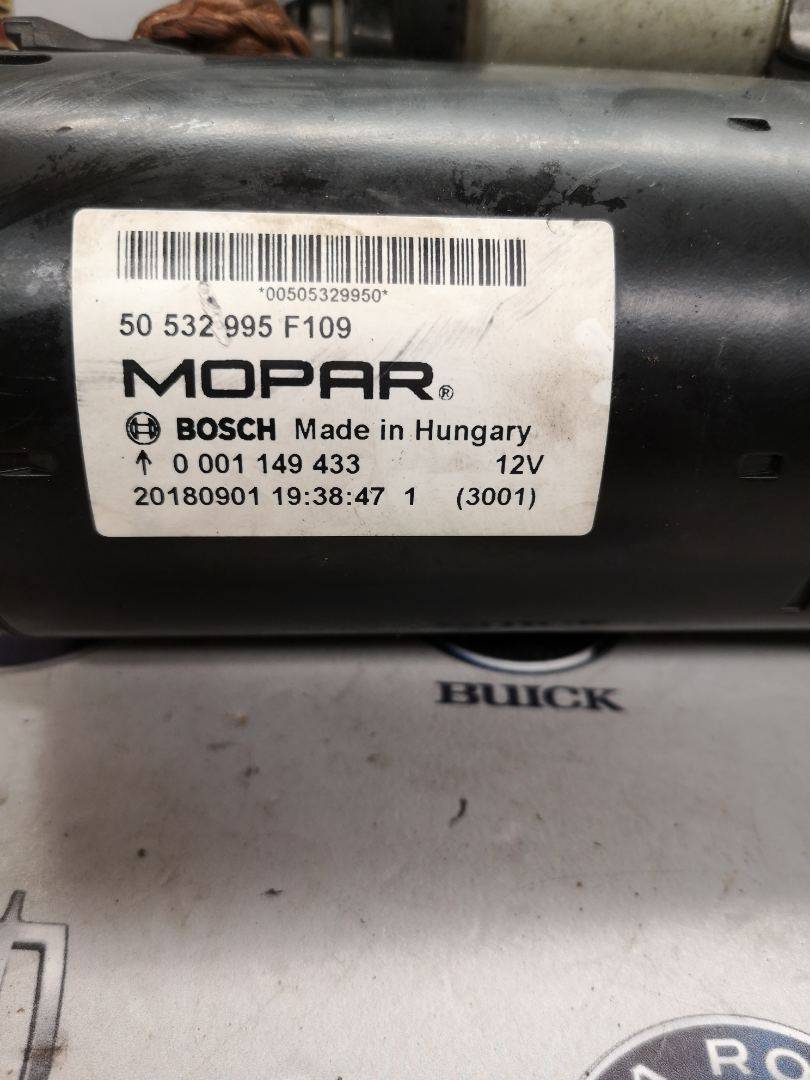 *00505329950*
50 532 995 F109
MOPAR®
BOSCH Made in Hungary
↑ 0 001 149 433 12V
20180901 19:38:47 1 (3001)
BUICK